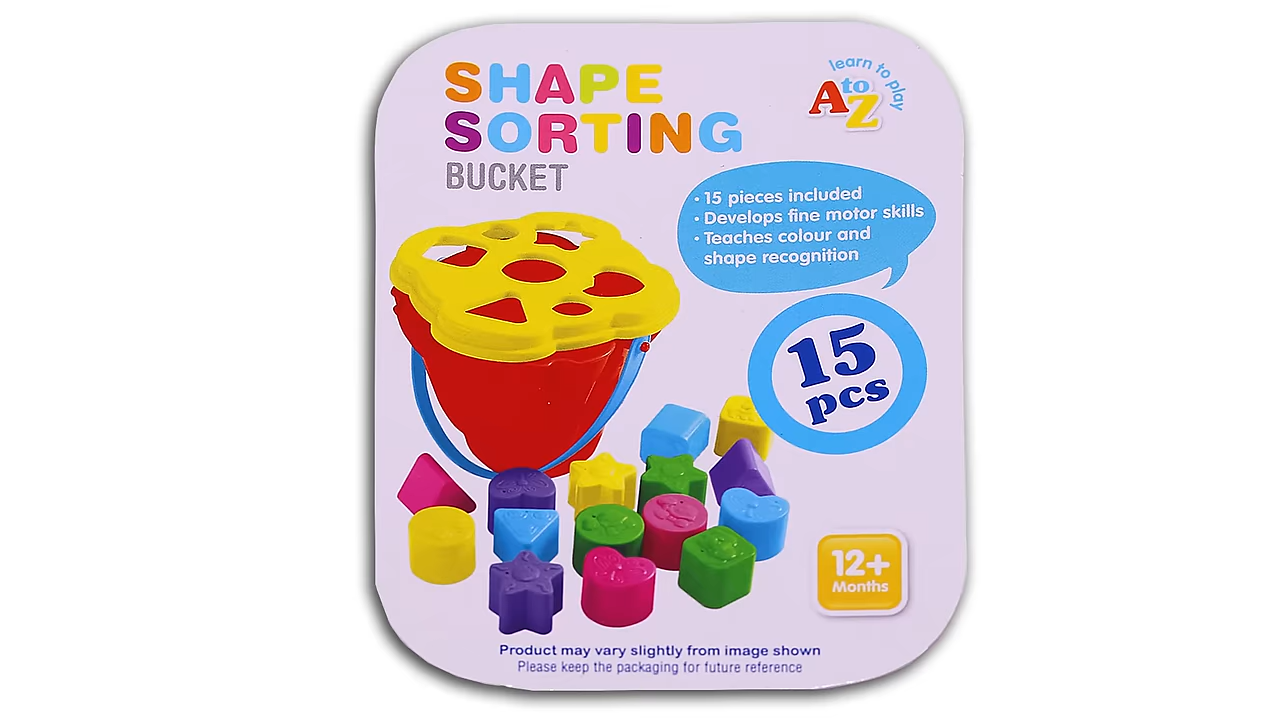 SHAPE
SORTING
BUCKET
learn to play
A to Z
• 15 pieces included
• Develops fine motor skills
• Teaches colour and
shape recognition
15
pcs
12+
Months
Product may vary slightly from image shown
Please keep the packaging for future reference